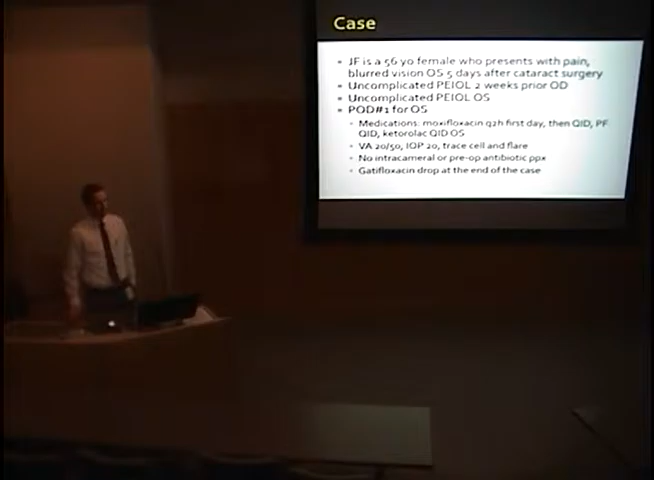 Case
JF is a 56 yo female who presents with pain,
blurred vision OS 5 days after cataract surgery
Uncomplicated PEIOL 2 weeks prior OD
Uncomplicated PEIOL OS
POD#1 for OS
Medications: moxifloxacin q2h first day, then QID, PF
QID, ketorolac QID OS
VA 20/50, IOP 20, trace cell and flare
No intracameral or pre-op antibiotic ppx
Gatifloxacin drop at the end of the case